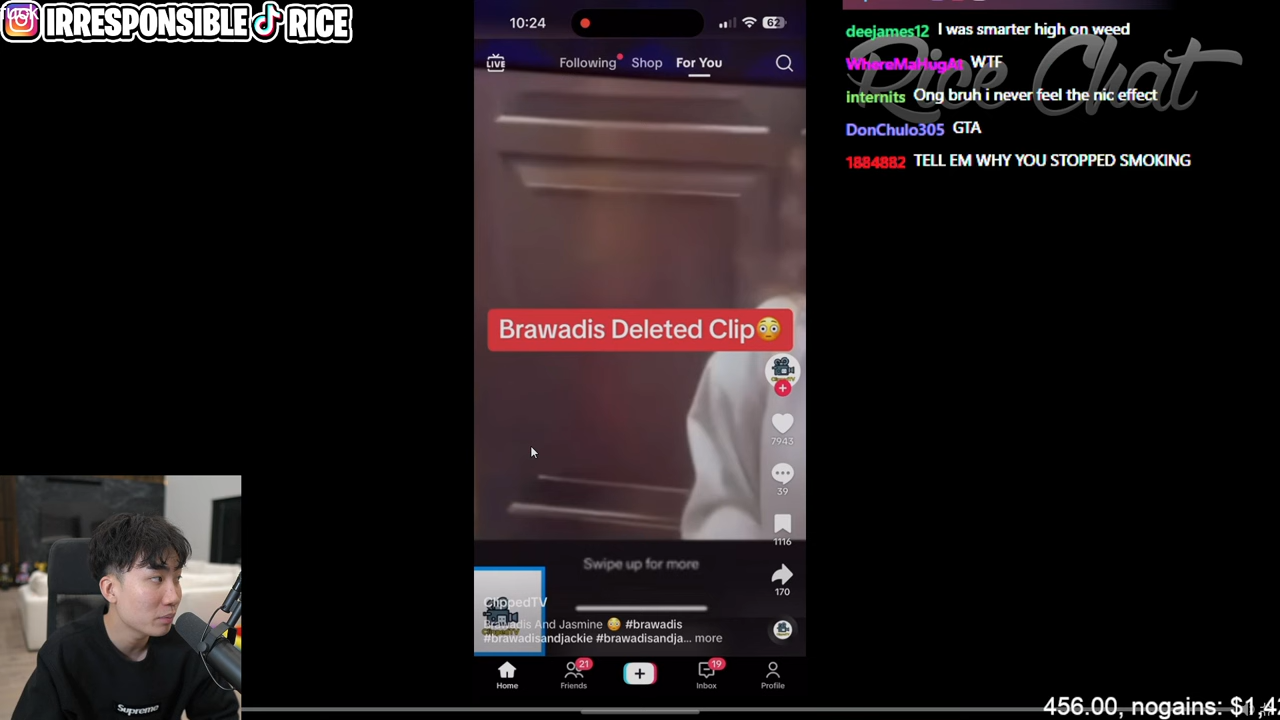 fuck
IRRESPONSIBLE RICE
10:24
62
LIVE
Following Shop For You
Brawadis Deleted Clip😳
7943
39
1116
170
Swipe up for more
ClippedTV
Brawadis And Jasmine 😳 #brawadis
#brawadisandjackie #brawadisandja... more
Home
21
Friends
19
Inbox
Profile
Supreme
Rice Chat
deejames12 I was smarter high on weed
WhereMaHugAt WTF
internits Ong bruh i never feel the nic effect
DonChulo305 GTA
1884882 TELL EM WHY YOU STOPPED SMOKING
456.00, nogains: $1,4